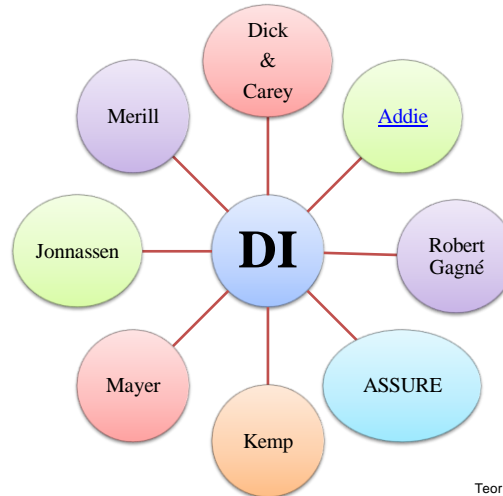 Dick
&
Carey
Merill
Addie
Jonnassen
DI
Robert
Gagné
Mayer
ASSURE
Kemp
Teor